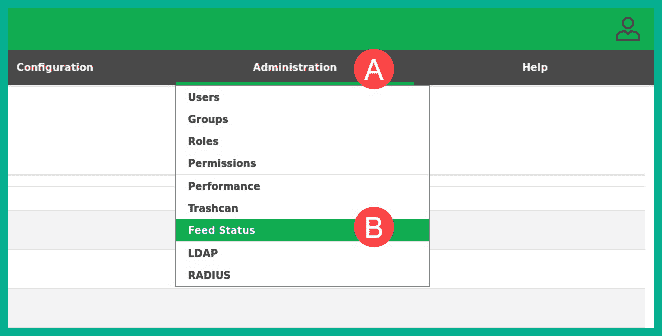 Configuration Administration A Help
Users
Groups
Roles
Permissions
Performance
Trashcan
Feed Status B
LDAP
RADIUS